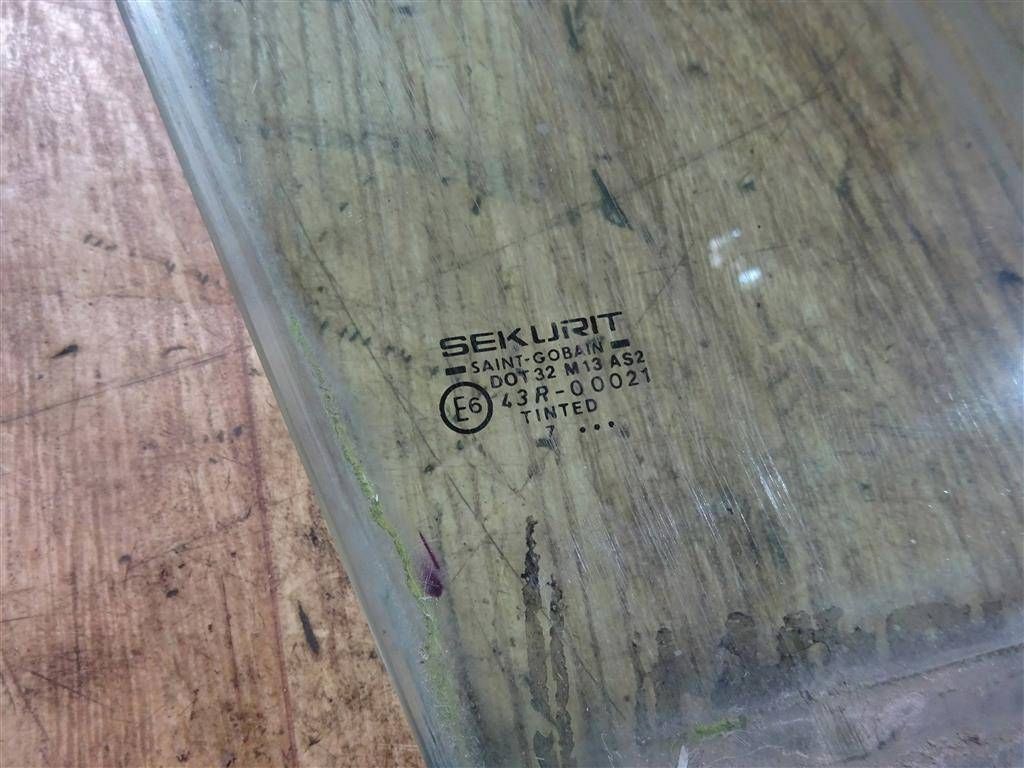 SEKURIT
SAINT-GOBAIN
DOT 32 M13 AS2
E6 43R-00021
TINTED
7 ...